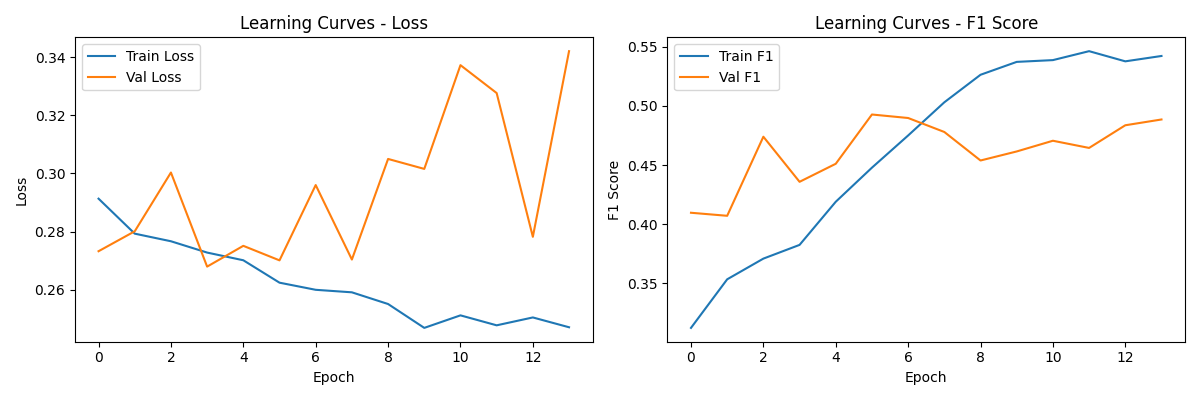 Learning Curves - Loss
Train Loss
Val Loss
0.34
0.32
0.30
0.28
0.26
Loss
0 2 4 6 8 10 12
Epoch
Learning Curves - F1 Score
Train F1
Val F1
0.55
0.50
0.45
0.40
0.35
F1 Score
0 2 4 6 8 10 12
Epoch